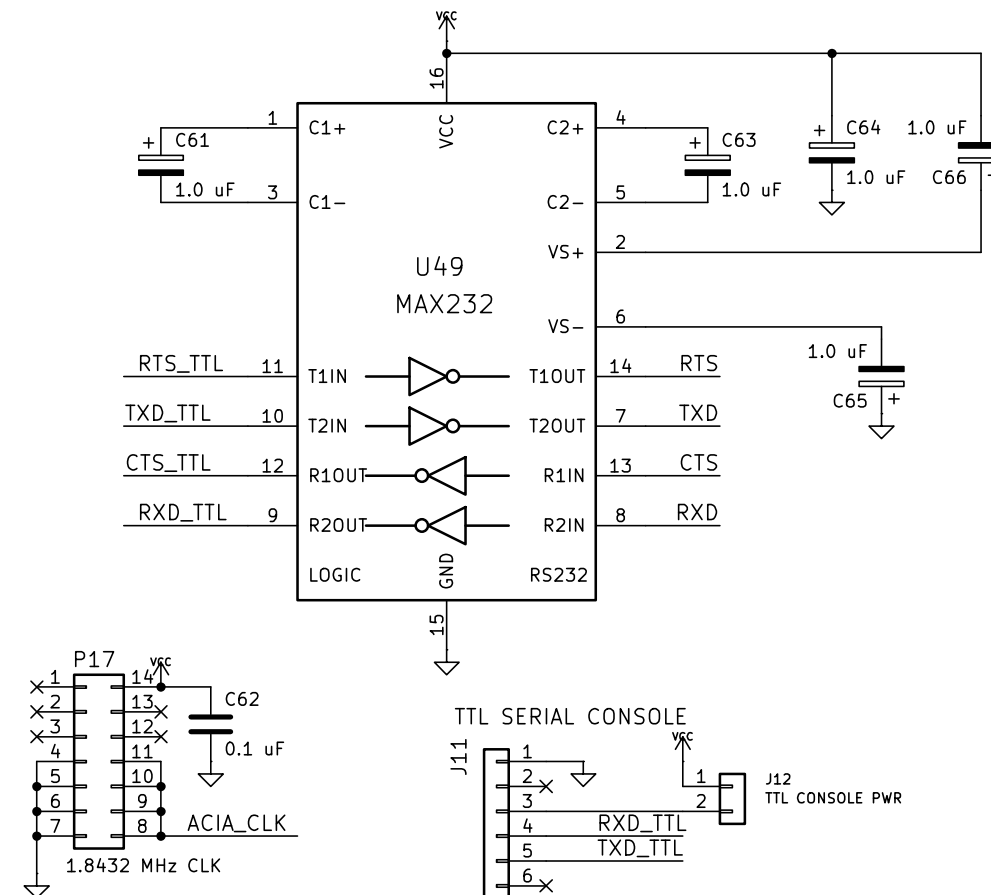 VCC
16
VCC
1
C1+
C2+
4
+
C61
1.0 uF
3
C1-
C2-
5
+
C63
1.0 uF
+
C64
1.0 uF
1.0 uF
C66
+
VS+
2
U49
MAX232
VS-
6
1.0 uF
C65
+
RTS_TTL
11
T1IN
T1OUT
14
RTS
TXD_TTL
10
T2IN
T2OUT
7
TXD
CTS_TTL
12
R1OUT
R1IN
13
CTS
RXD_TTL
9
R2OUT
R2IN
8
RXD
LOGIC
GND
RS232
15
P17
VCC
1
14
2
13
3
12
4
11
5
10
6
9
7
8
C62
0.1 uF
ACIA_CLK
1.8432 MHz CLK
TTL SERIAL CONSOLE
J11
1
2
3
4
RXD_TTL
5
TXD_TTL
6
VCC
1
2
J12
TTL CONSOLE PWR